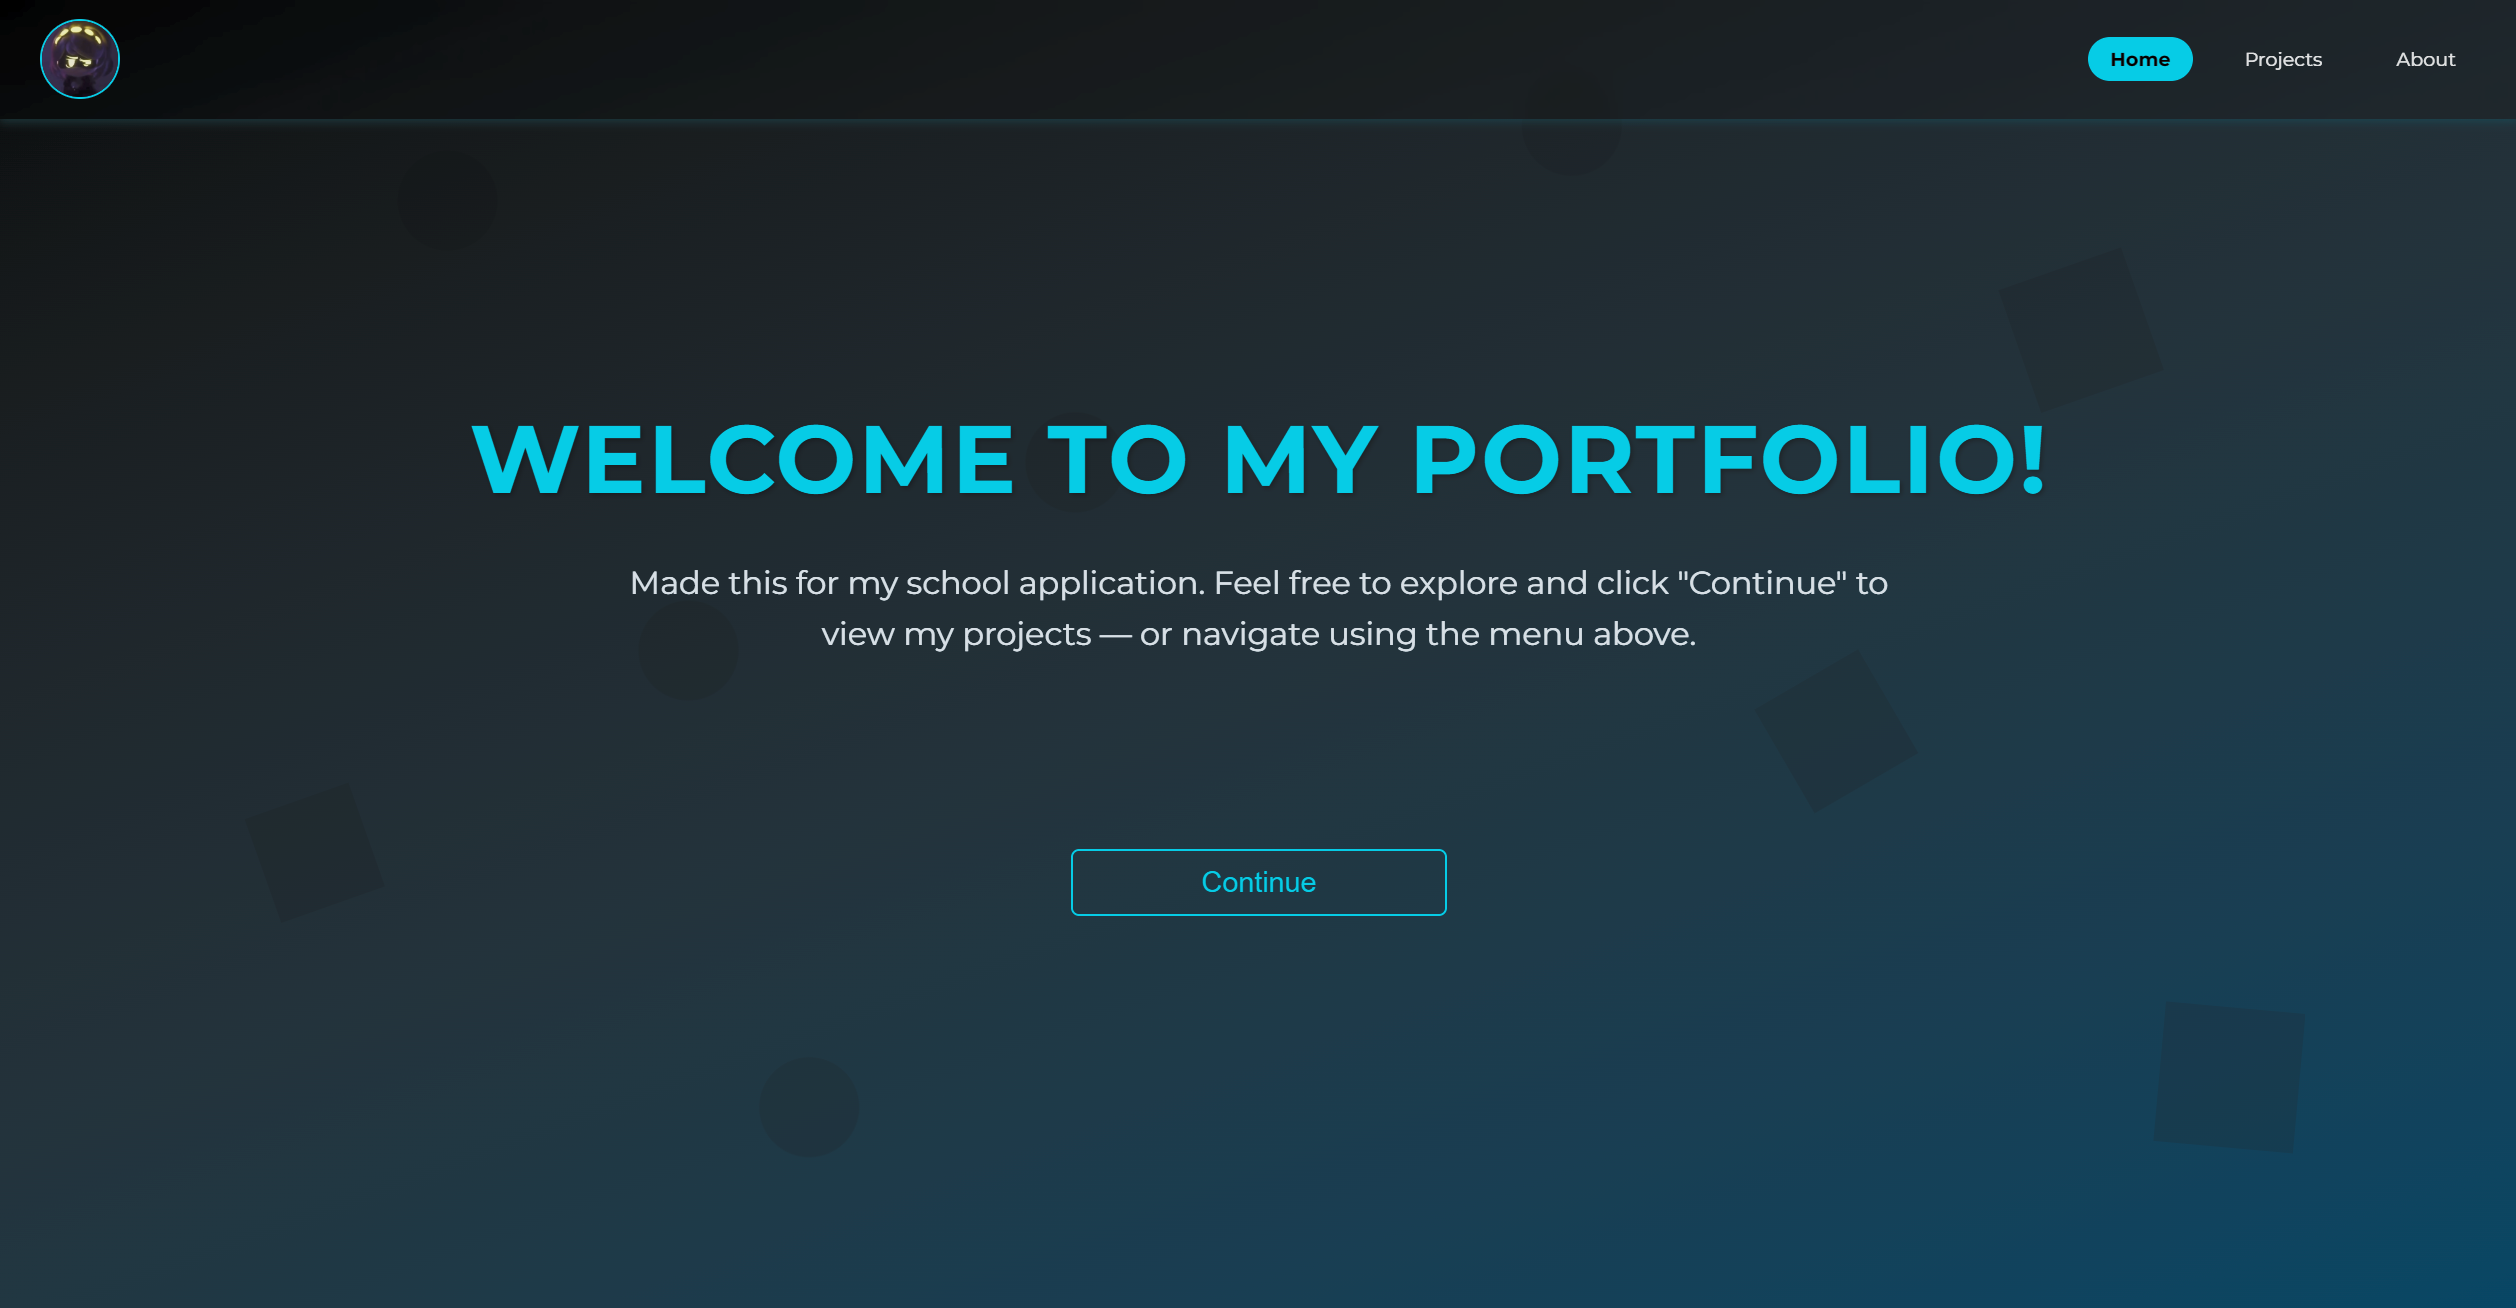 Home
Projects
About
WELCOME TO MY PORTFOLIO!
Made this for my school application. Feel free to explore and click "Continue" to
view my projects — or navigate using the menu above.
Continue